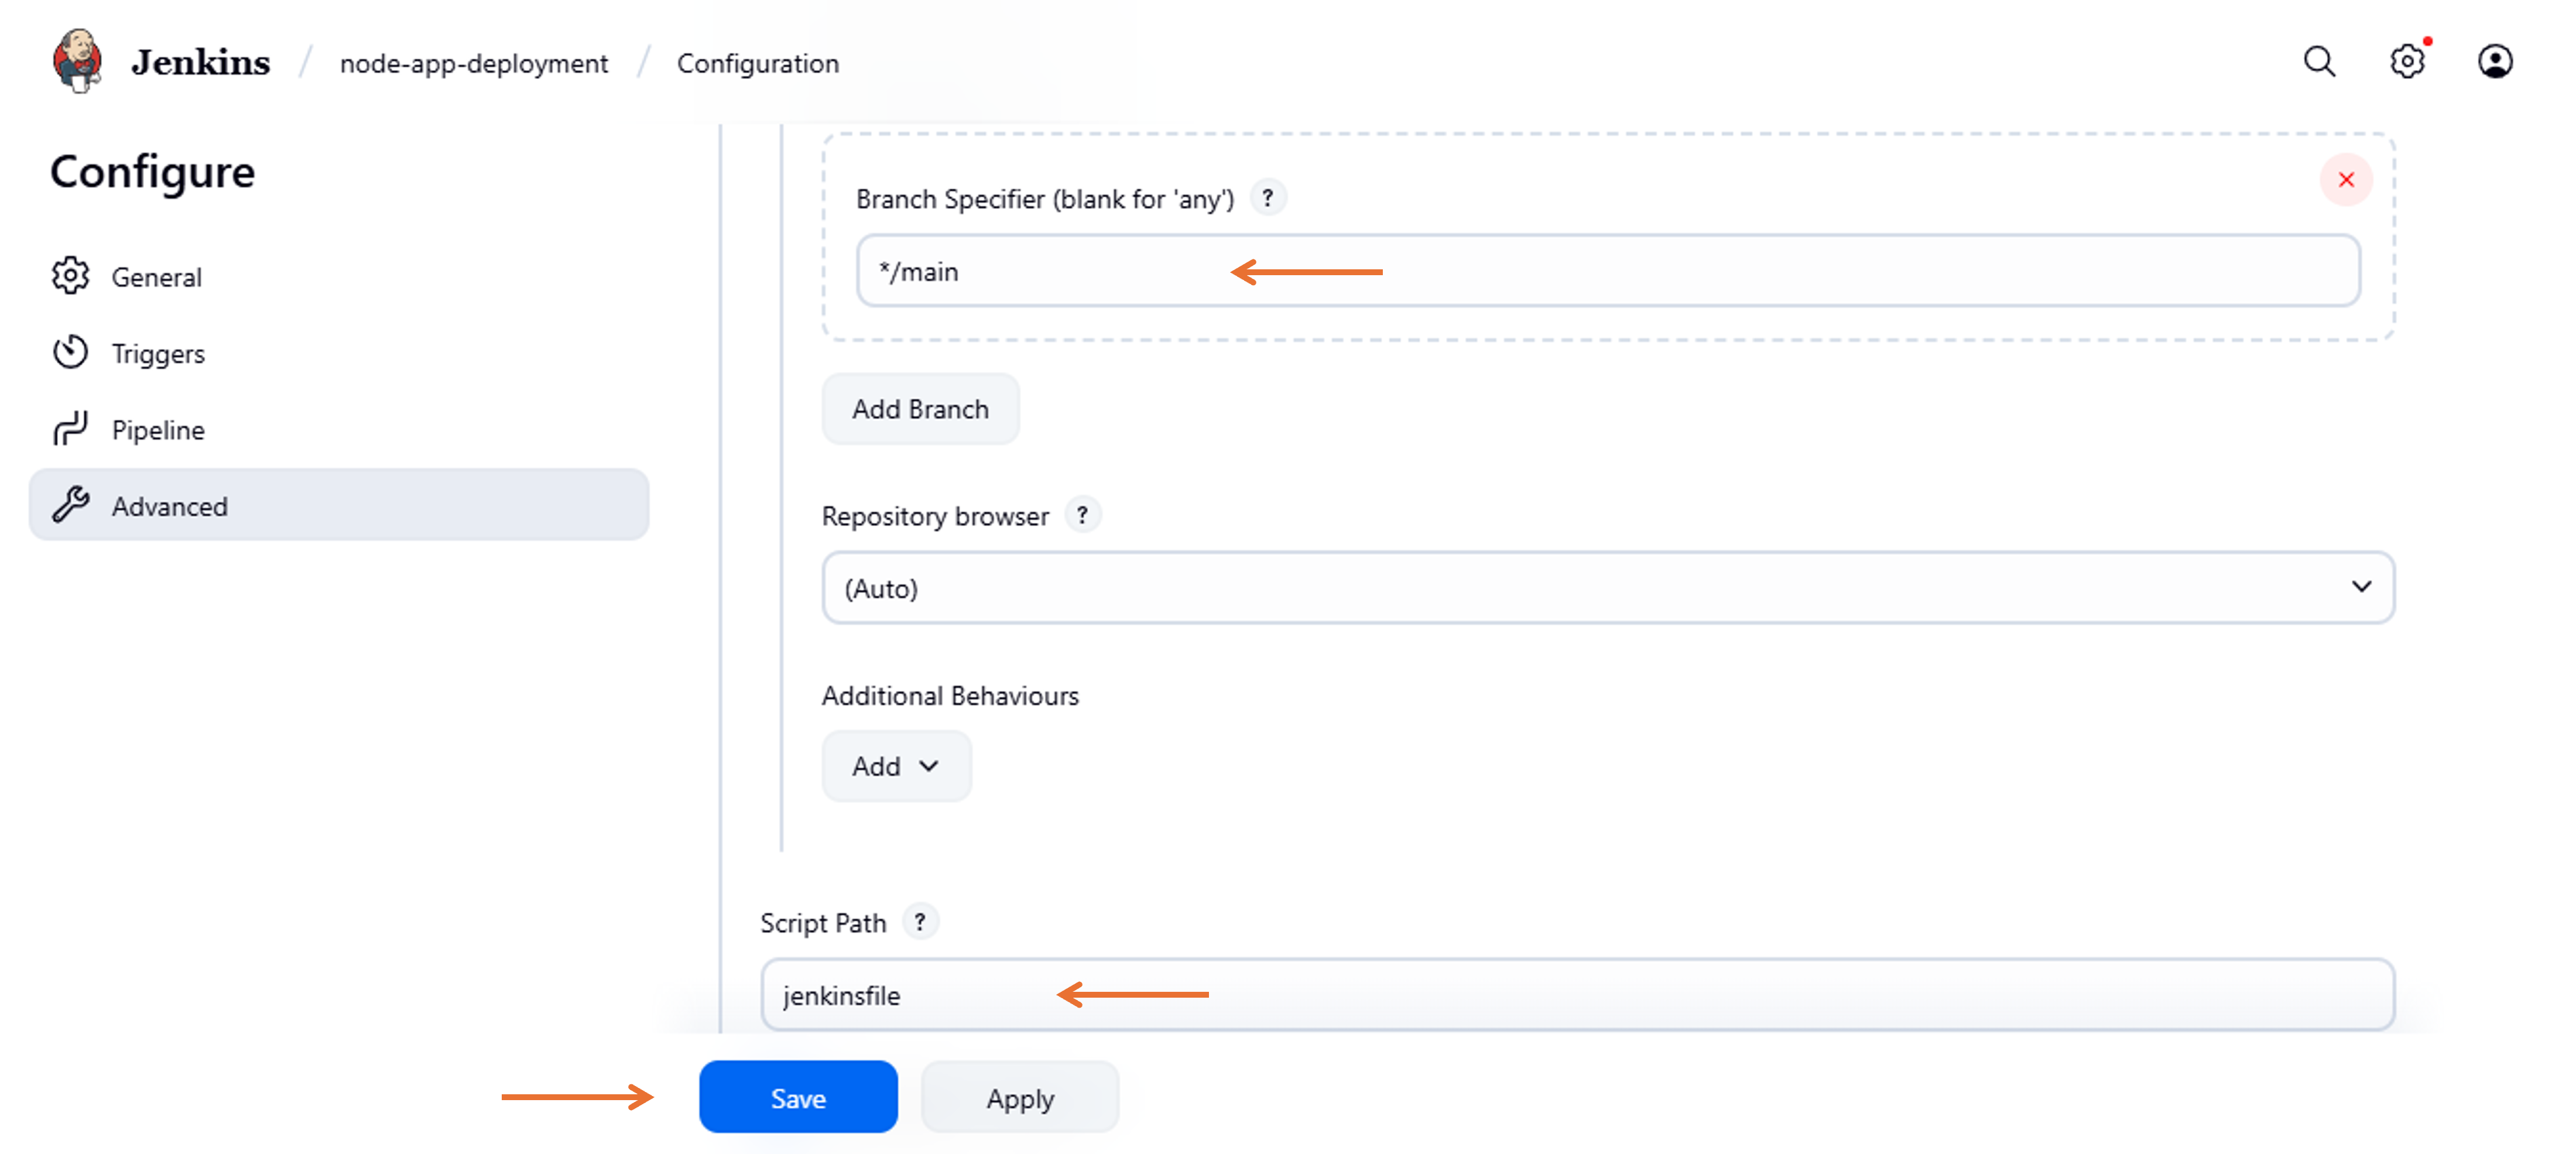 Jenkins / node-app-deployment / Configuration
Configure
General
Triggers
Pipeline
Advanced
Branch Specifier (blank for 'any') ?
*/main
Add Branch
Repository browser ?
(Auto)
Additional Behaviours
Add
Script Path ?
jenkinsfile
Save
Apply